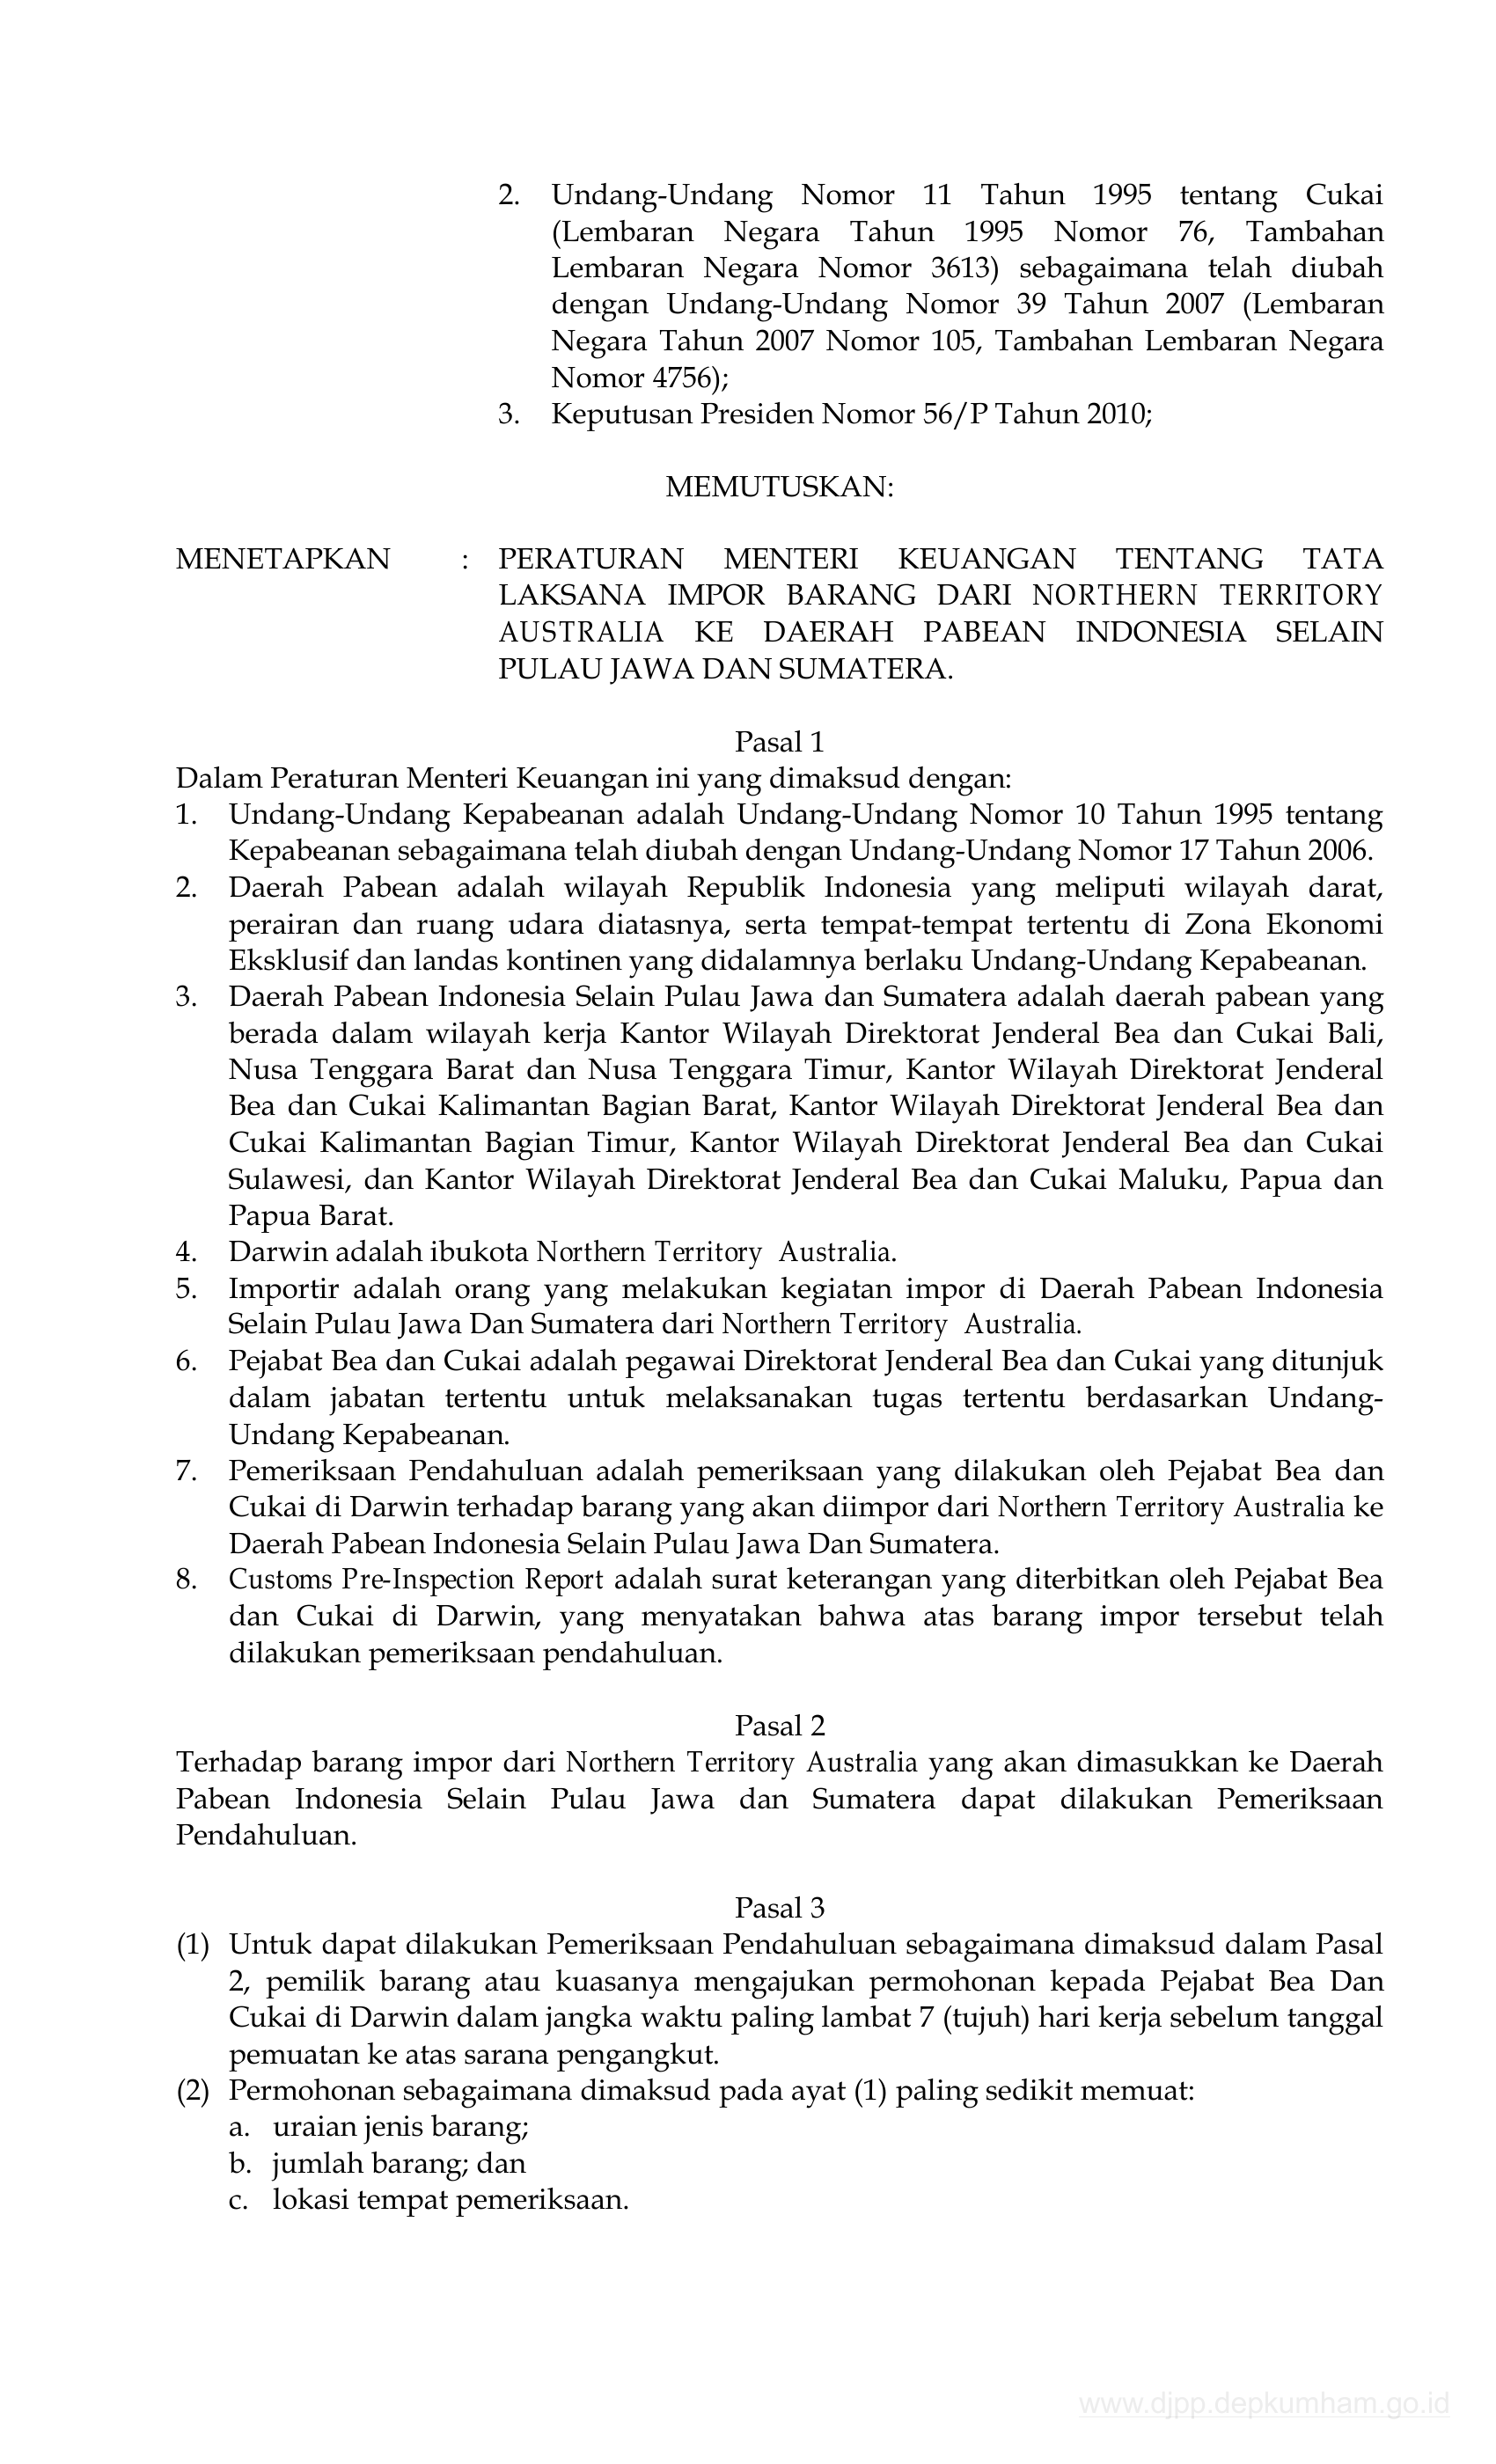 2. Undang-Undang Nomor 11 Tahun 1995 tentang Cukai
(Lembaran Negara Tahun 1995 Nomor 76, Tambahan
Lembaran Negara Nomor 3613) sebagaimana telah diubah
dengan Undang-Undang Nomor 39 Tahun 2007 (Lembaran
Negara Tahun 2007 Nomor 105, Tambahan Lembaran Negara
Nomor 4756);
3. Keputusan Presiden Nomor 56/P Tahun 2010;
MEMUTUSKAN:
MENETAPKAN : PERATURAN MENTERI KEUANGAN TENTANG TATA
LAKSANA IMPOR BARANG DARI NORTHERN TERRITORY
AUSTRALIA KE DAERAH PABEAN INDONESIA SELAIN
PULAU JAWA DAN SUMATERA.
Pasal 1
Dalam Peraturan Menteri Keuangan ini yang dimaksud dengan:
1. Undang-Undang Kepabeanan adalah Undang-Undang Nomor 10 Tahun 1995 tentang
Kepabeanan sebagaimana telah diubah dengan Undang-Undang Nomor 17 Tahun 2006.
2. Daerah Pabean adalah wilayah Republik Indonesia yang meliputi wilayah darat,
perairan dan ruang udara diatasnya, serta tempat-tempat tertentu di Zona Ekonomi
Eksklusif dan landas kontinen yang didalamnya berlaku Undang-Undang Kepabeanan.
3. Daerah Pabean Indonesia Selain Pulau Jawa dan Sumatera adalah daerah pabean yang
berada dalam wilayah kerja Kantor Wilayah Direktorat Jenderal Bea dan Cukai Bali,
Nusa Tenggara Barat dan Nusa Tenggara Timur, Kantor Wilayah Direktorat Jenderal
Bea dan Cukai Kalimantan Bagian Barat, Kantor Wilayah Direktorat Jenderal Bea dan
Cukai Kalimantan Bagian Timur, Kantor Wilayah Direktorat Jenderal Bea dan Cukai
Sulawesi, dan Kantor Wilayah Direktorat Jenderal Bea dan Cukai Maluku, Papua dan
Papua Barat.
4. Darwin adalah ibukota Northern Territory Australia.
5. Importir adalah orang yang melakukan kegiatan impor di Daerah Pabean Indonesia
Selain Pulau Jawa Dan Sumatera dari Northern Territory Australia.
6. Pejabat Bea dan Cukai adalah pegawai Direktorat Jenderal Bea dan Cukai yang ditunjuk
dalam jabatan tertentu untuk melaksanakan tugas tertentu berdasarkan Undang-
Undang Kepabeanan.
7. Pemeriksaan Pendahuluan adalah pemeriksaan yang dilakukan oleh Pejabat Bea dan
Cukai di Darwin terhadap barang yang akan diimpor dari Northern Territory Australia ke
Daerah Pabean Indonesia Selain Pulau Jawa Dan Sumatera.
8. Customs Pre-Inspection Report adalah surat keterangan yang diterbitkan oleh Pejabat Bea
dan Cukai di Darwin, yang menyatakan bahwa atas barang impor tersebut telah
dilakukan pemeriksaan pendahuluan.
Pasal 2
Terhadap barang impor dari Northern Territory Australia yang akan dimasukkan ke Daerah
Pabean Indonesia Selain Pulau Jawa dan Sumatera dapat dilakukan Pemeriksaan
Pendahuluan.
Pasal 3
(1) Untuk dapat dilakukan Pemeriksaan Pendahuluan sebagaimana dimaksud dalam Pasal
2, pemilik barang atau kuasanya mengajukan permohonan kepada Pejabat Bea Dan
Cukai di Darwin dalam jangka waktu paling lambat 7 (tujuh) hari kerja sebelum tanggal
pemuatan ke atas sarana pengangkut.
(2) Permohonan sebagaimana dimaksud pada ayat (1) paling sedikit memuat:
a. uraian jenis barang;
b. jumlah barang; dan
c. lokasi tempat pemeriksaan.
www.djpp.depkumham.go.id